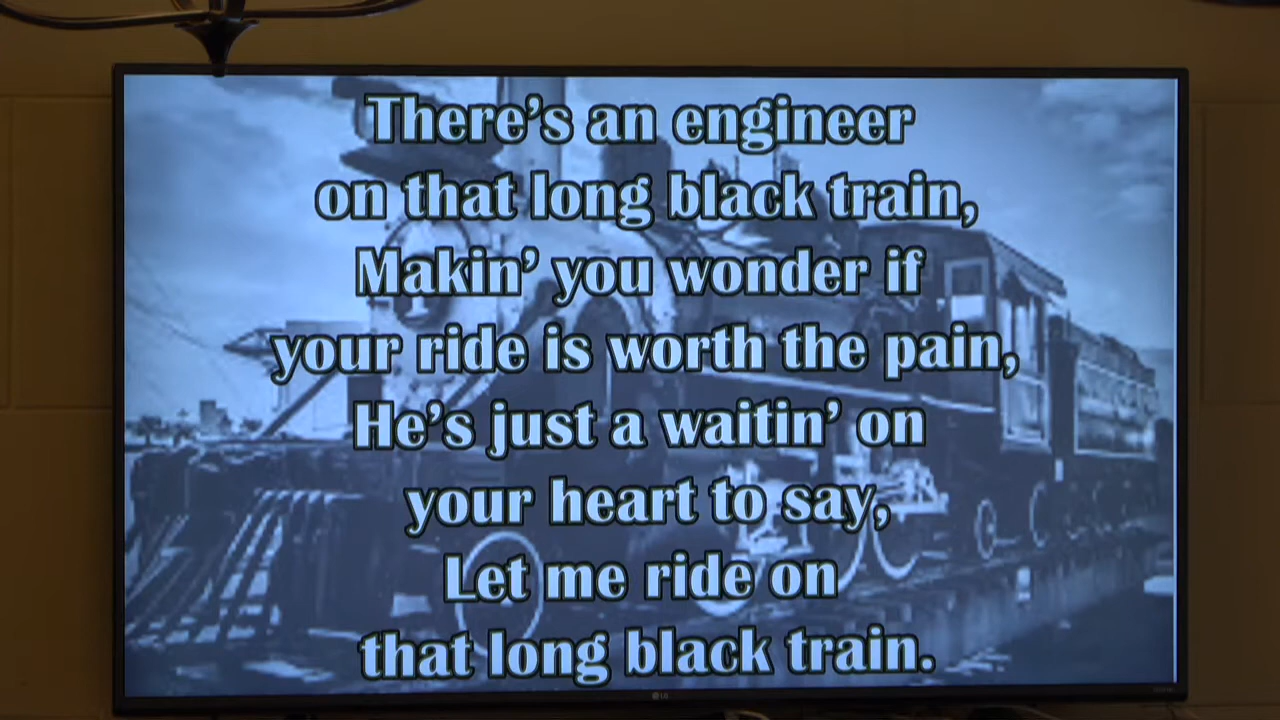 There's an engineer
on that long black train,
Makin' you wonder if
your ride is worth the pain,
He's just a waitin' on
your heart to say,
Let me ride on
that long black train.
LG